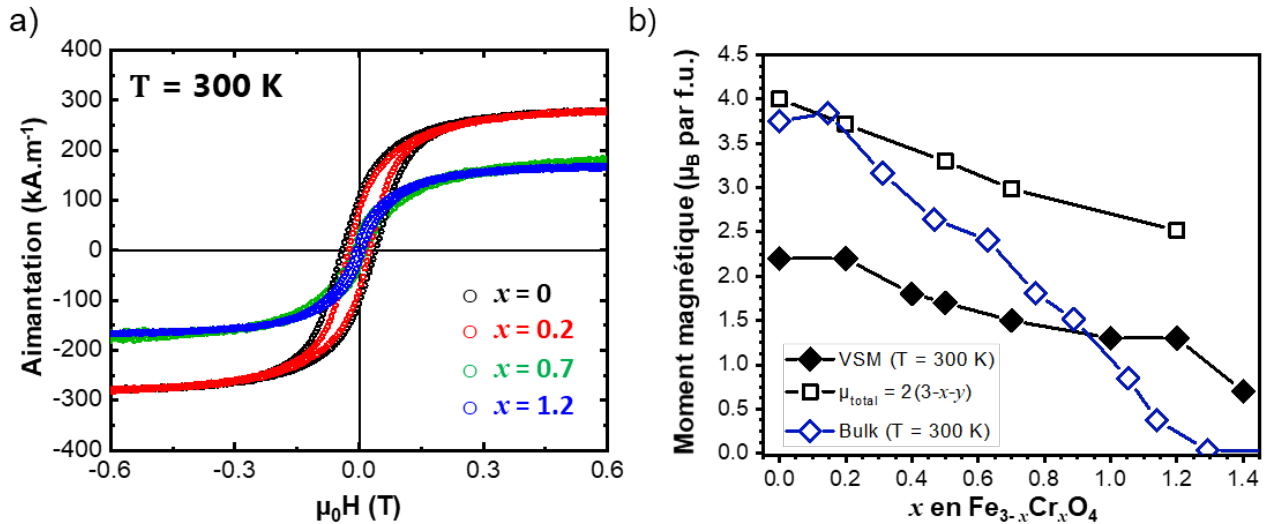 a)
T = 300 K
Aimantation (kA.m-1)
400
300
200
100
0
-100
-200
-300
-400
x = 0
x = 0.2
x = 0.7
x = 1.2
-0.6
-0.3
0.0
0.3
0.6
μ0H (T)
b)
Moment magnétique (μB par f.u.)
4.5
4.0
3.5
3.0
2.5
2.0
1.5
1.0
0.5
0.0
VSM (T = 300 K)
μtotal = 2(3-x-y)
Bulk (T = 300 K)
0.0
0.2
0.4
0.6
0.8
1.0
1.2
1.4
x en Fe3-xCrxO4